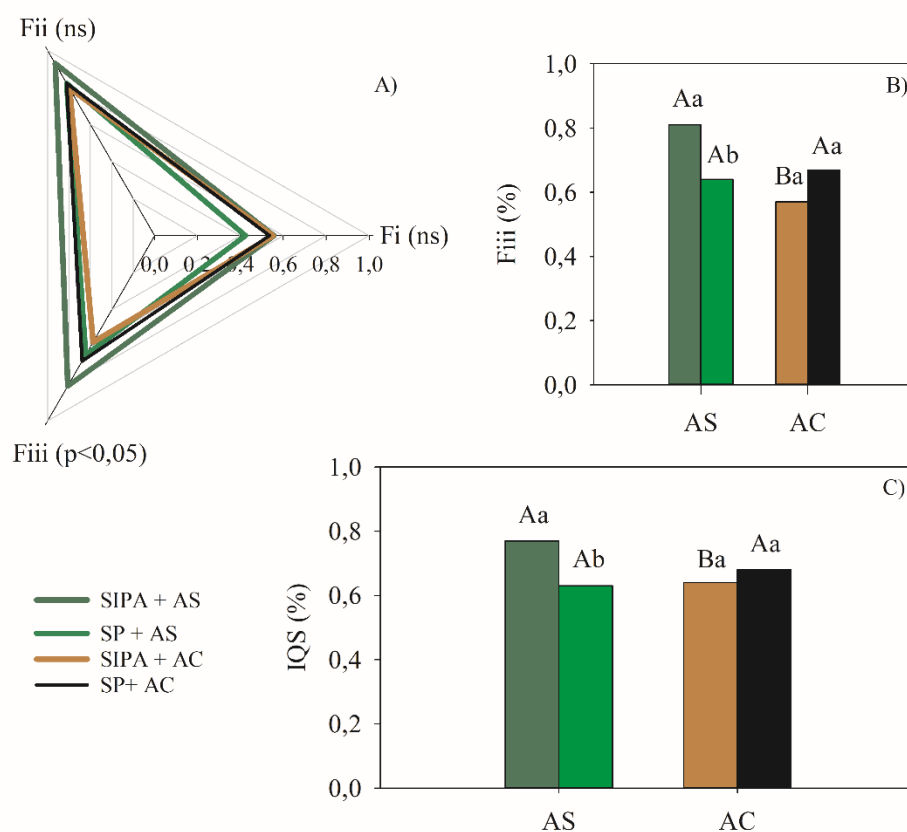 Fii (ns)
A)
Fi (ns)
0,0 0,2 0,4 0,6 0,8 1,0
Fiii (p<0,05)
B)
Fiii (%)
1,0
0,8
0,6
0,4
0,2
0,0
Aa
Ab
Ba
Aa
AS
AC
SIPA + AS
SP + AS
SIPA + AC
SP+ AC
C)
IQS (%)
1,0
0,8
0,6
0,4
0,2
0,0
Aa
Ab
Ba
Aa
AS
AC